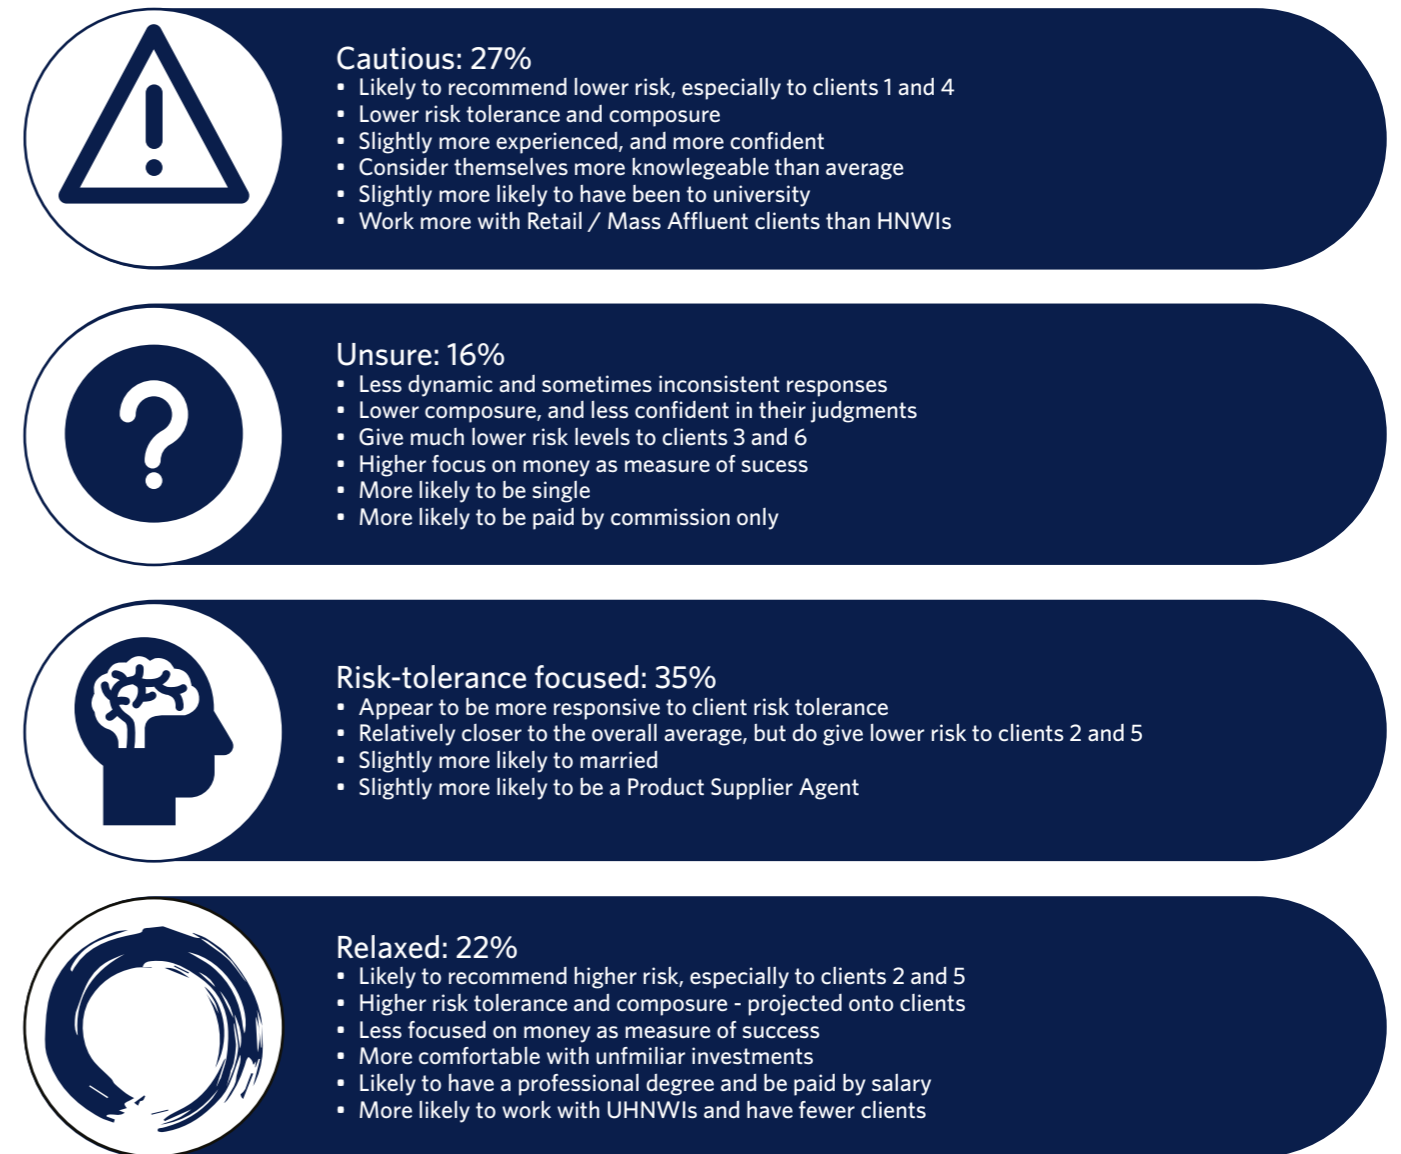 Cautious: 27%
▪ Likely to recommend lower risk, especially to clients 1 and 4
▪ Lower risk tolerance and composure
▪ Slightly more experienced, and more confident
▪ Consider themselves more knowlegeable than average
▪ Slightly more likely to have been to university
▪ Work more with Retail / Mass Affluent clients than HNWIs
Unsure: 16%
▪ Less dynamic and sometimes inconsistent responses
▪ Lower composure, and less confident in their judgments
▪ Give much lower risk levels to clients 3 and 6
▪ Higher focus on money as measure of sucess
▪ More likely to be single
▪ More likely to be paid by commission only
Risk-tolerance focused: 35%
▪ Appear to be more responsive to client risk tolerance
▪ Relatively closer to the overall average, but do give lower risk to clients 2 and 5
▪ Slightly more likely to married
▪ Slightly more likely to be a Product Supplier Agent
Relaxed: 22%
▪ Likely to recommend higher risk, especially to clients 2 and 5
▪ Higher risk tolerance and composure - projected onto clients
▪ Less focused on money as measure of success
▪ More comfortable with unfmiliar investments
▪ Likely to have a professional degree and be paid by salary
▪ More likely to work with UHNWIs and have fewer clients